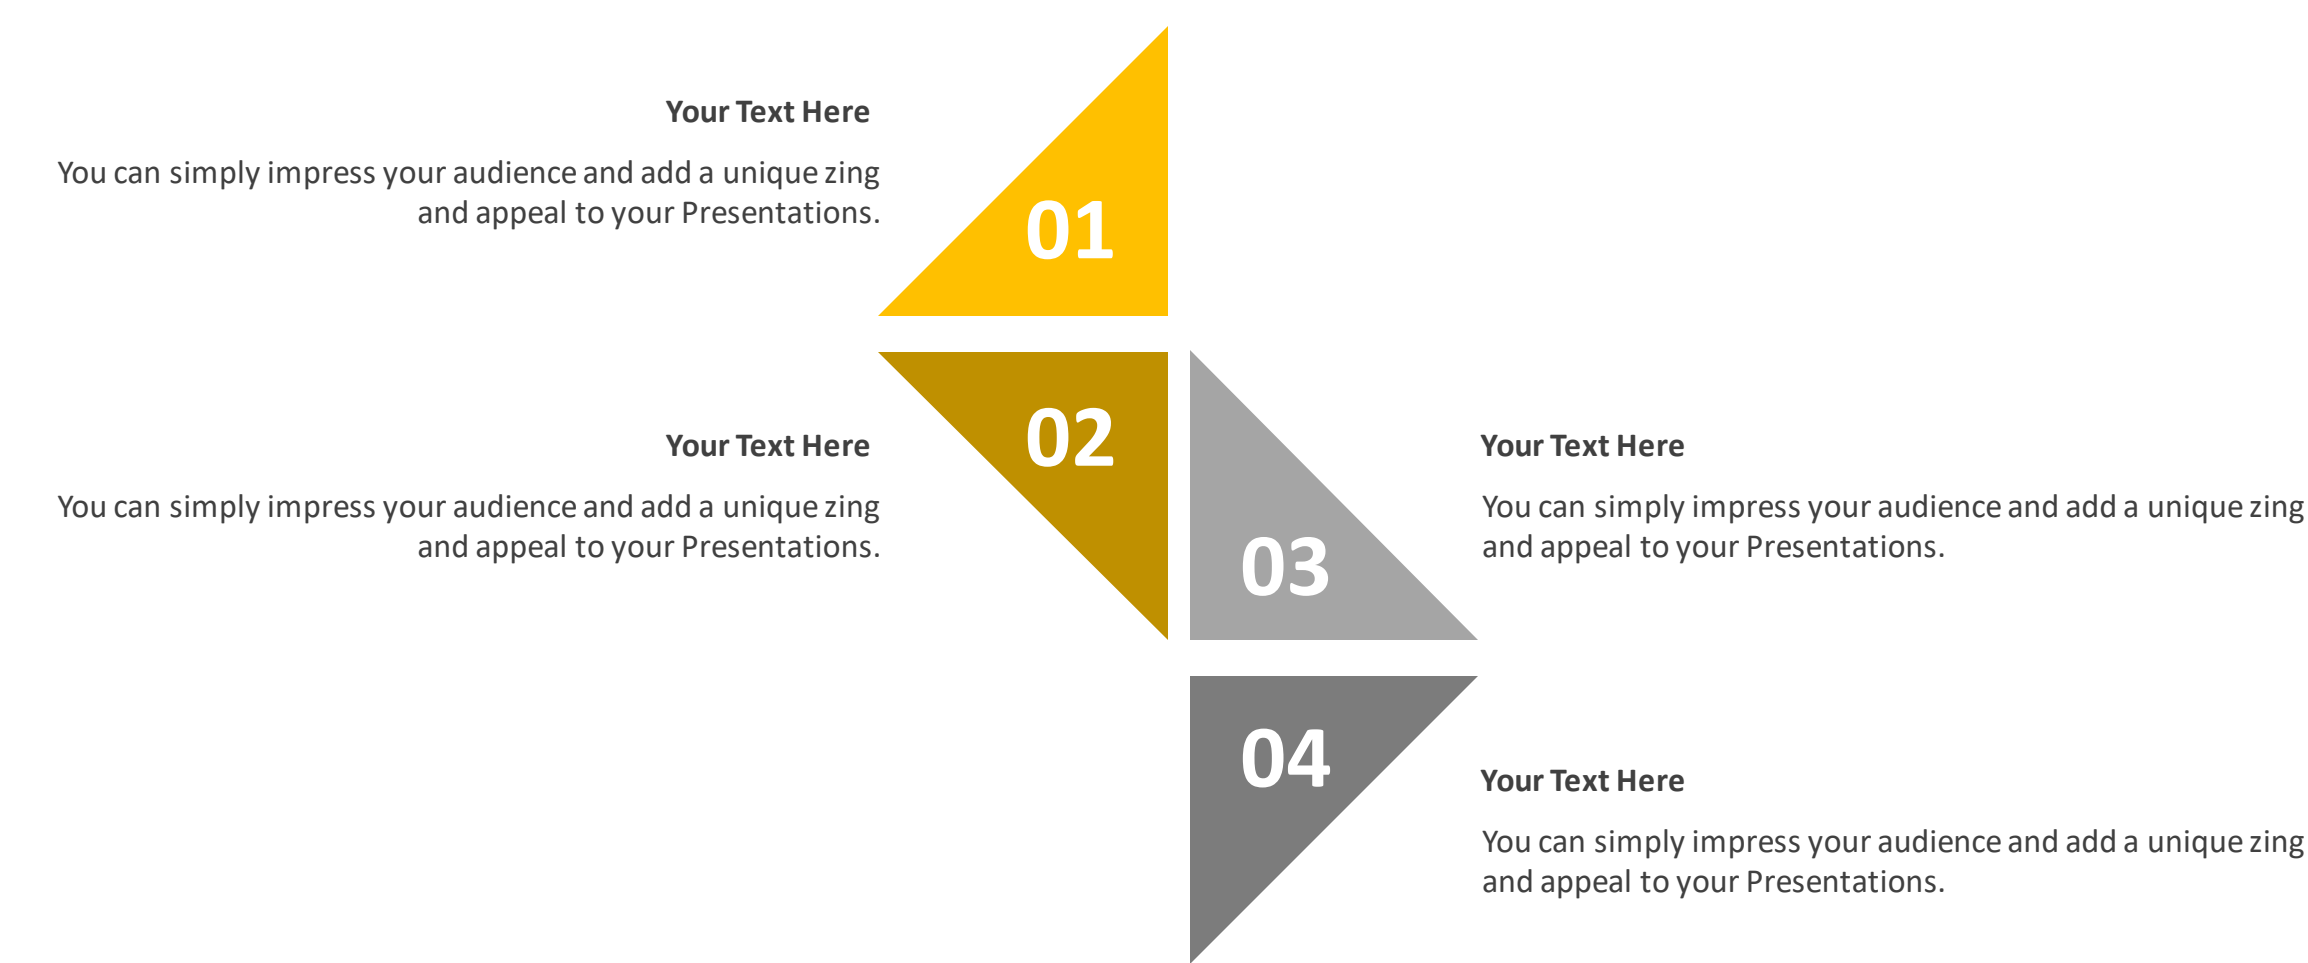 Your Text Here
You can simply impress your audience and add a unique zing
and appeal to your Presentations.
01
Your Text Here
You can simply impress your audience and add a unique zing
and appeal to your Presentations.
02
03
Your Text Here
You can simply impress your audience and add a unique zing
and appeal to your Presentations.
04
Your Text Here
You can simply impress your audience and add a unique zing
and appeal to your Presentations.